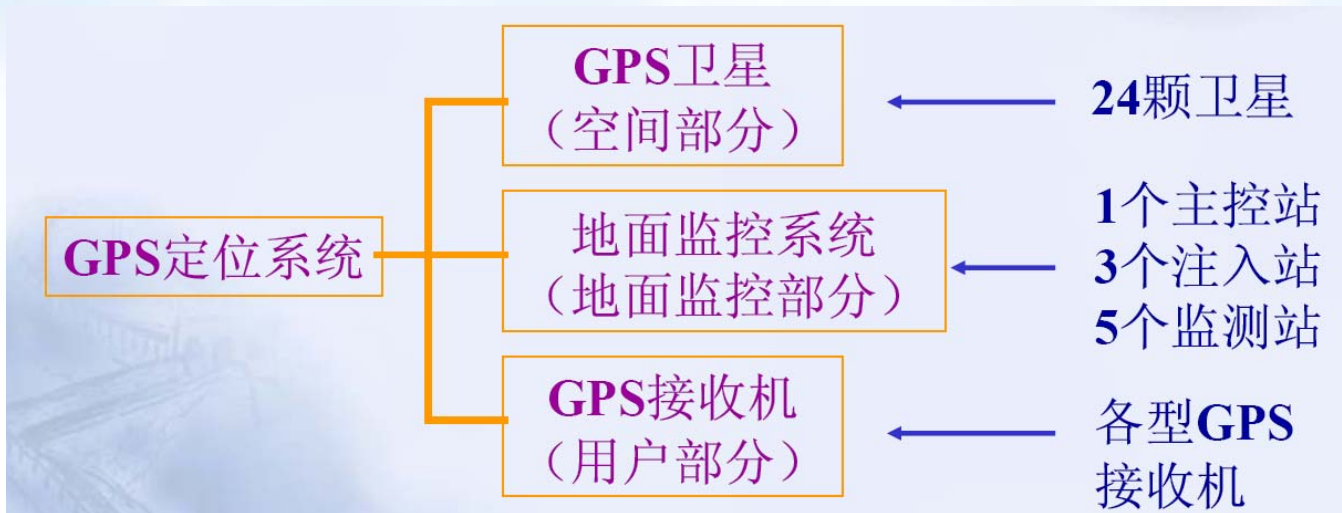 GPS卫星
（空间部分）
24颗卫星
GPS定位系统
地面监控系统
（地面监控部分）
1个主控站
3个注入站
5个监测站
GPS接收机
（用户部分）
各型GPS
接收机